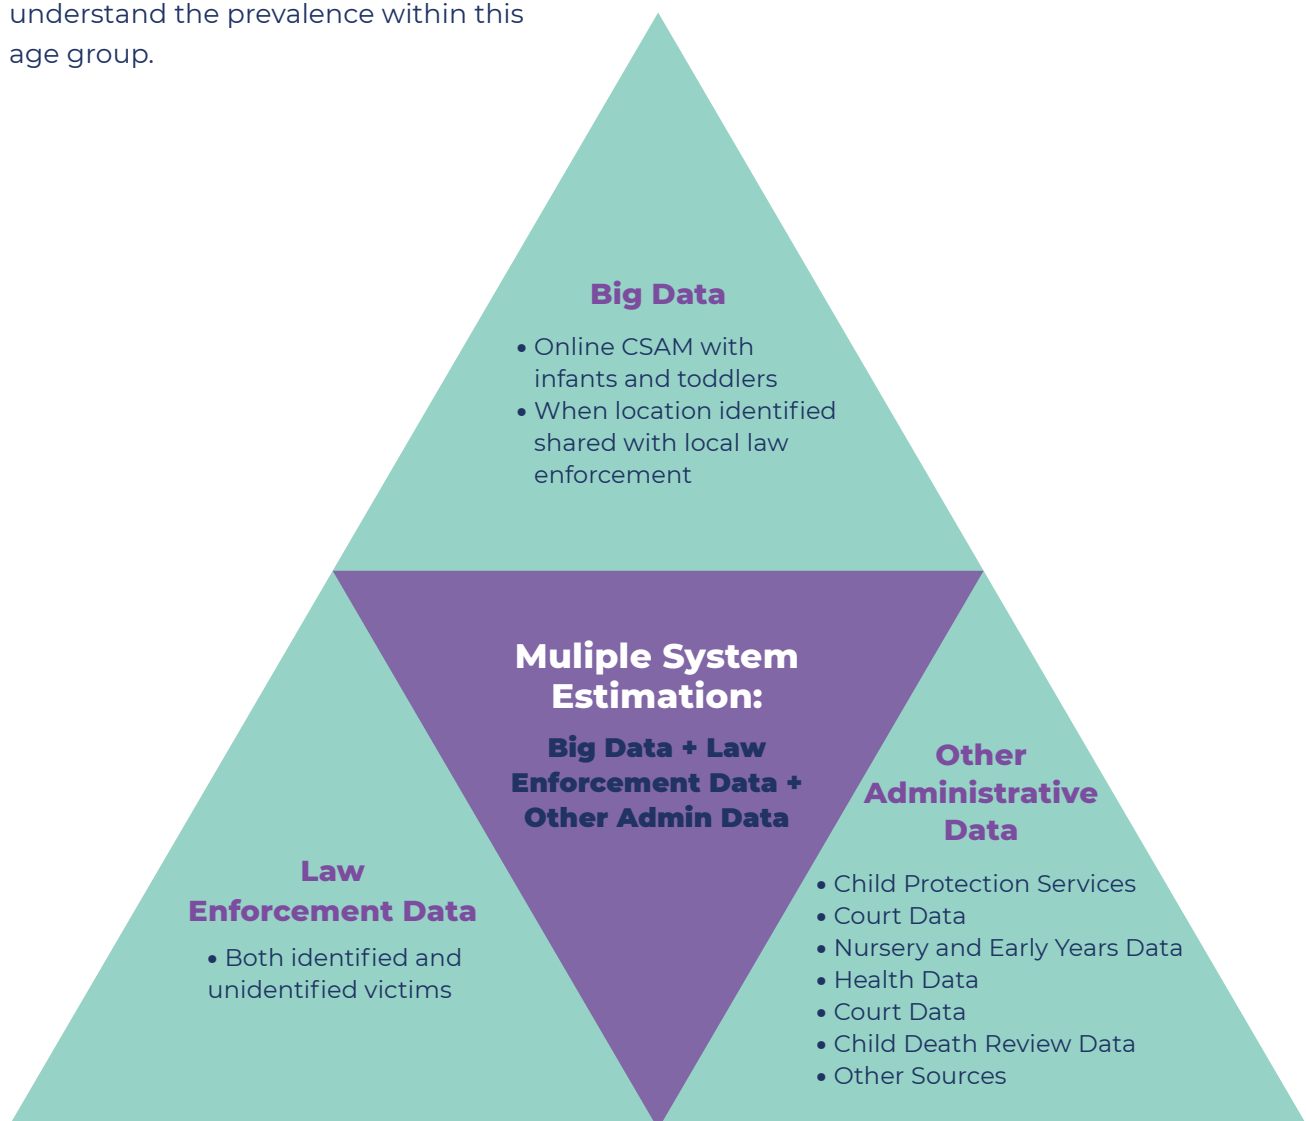 understand the prevalence within this
age group.
Big Data
• Online CSAM with
infants and toddlers
• When location identified
shared with local law
enforcement
Muliple System
Estimation:
Big Data + Law
Enforcement Data +
Other Admin Data
Law
Enforcement Data
• Both identified and
unidentified victims
Other
Administrative
Data
• Child Protection Services
• Court Data
• Nursery and Early Years Data
• Health Data
• Court Data
• Child Death Review Data
• Other Sources